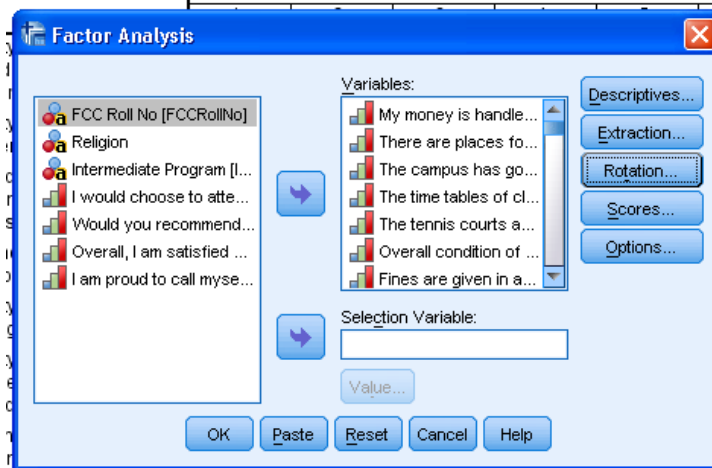 Factor Analysis
FCC Roll No [FCCRollNo]
Religion
Intermediate Program [I...
I would choose to atte...
Would you recommend...
Overall, I am satisfied ...
I am proud to call myse...
Variables:
My money is handle...
There are places fo...
The campus has go...
The time tables of cl...
The tennis courts a...
Overall condition of ...
Fines are given in a...
Selection Variable:
Value...
Descriptives...
Extraction...
Rotation...
Scores...
Options...
OK Paste Reset Cancel Help